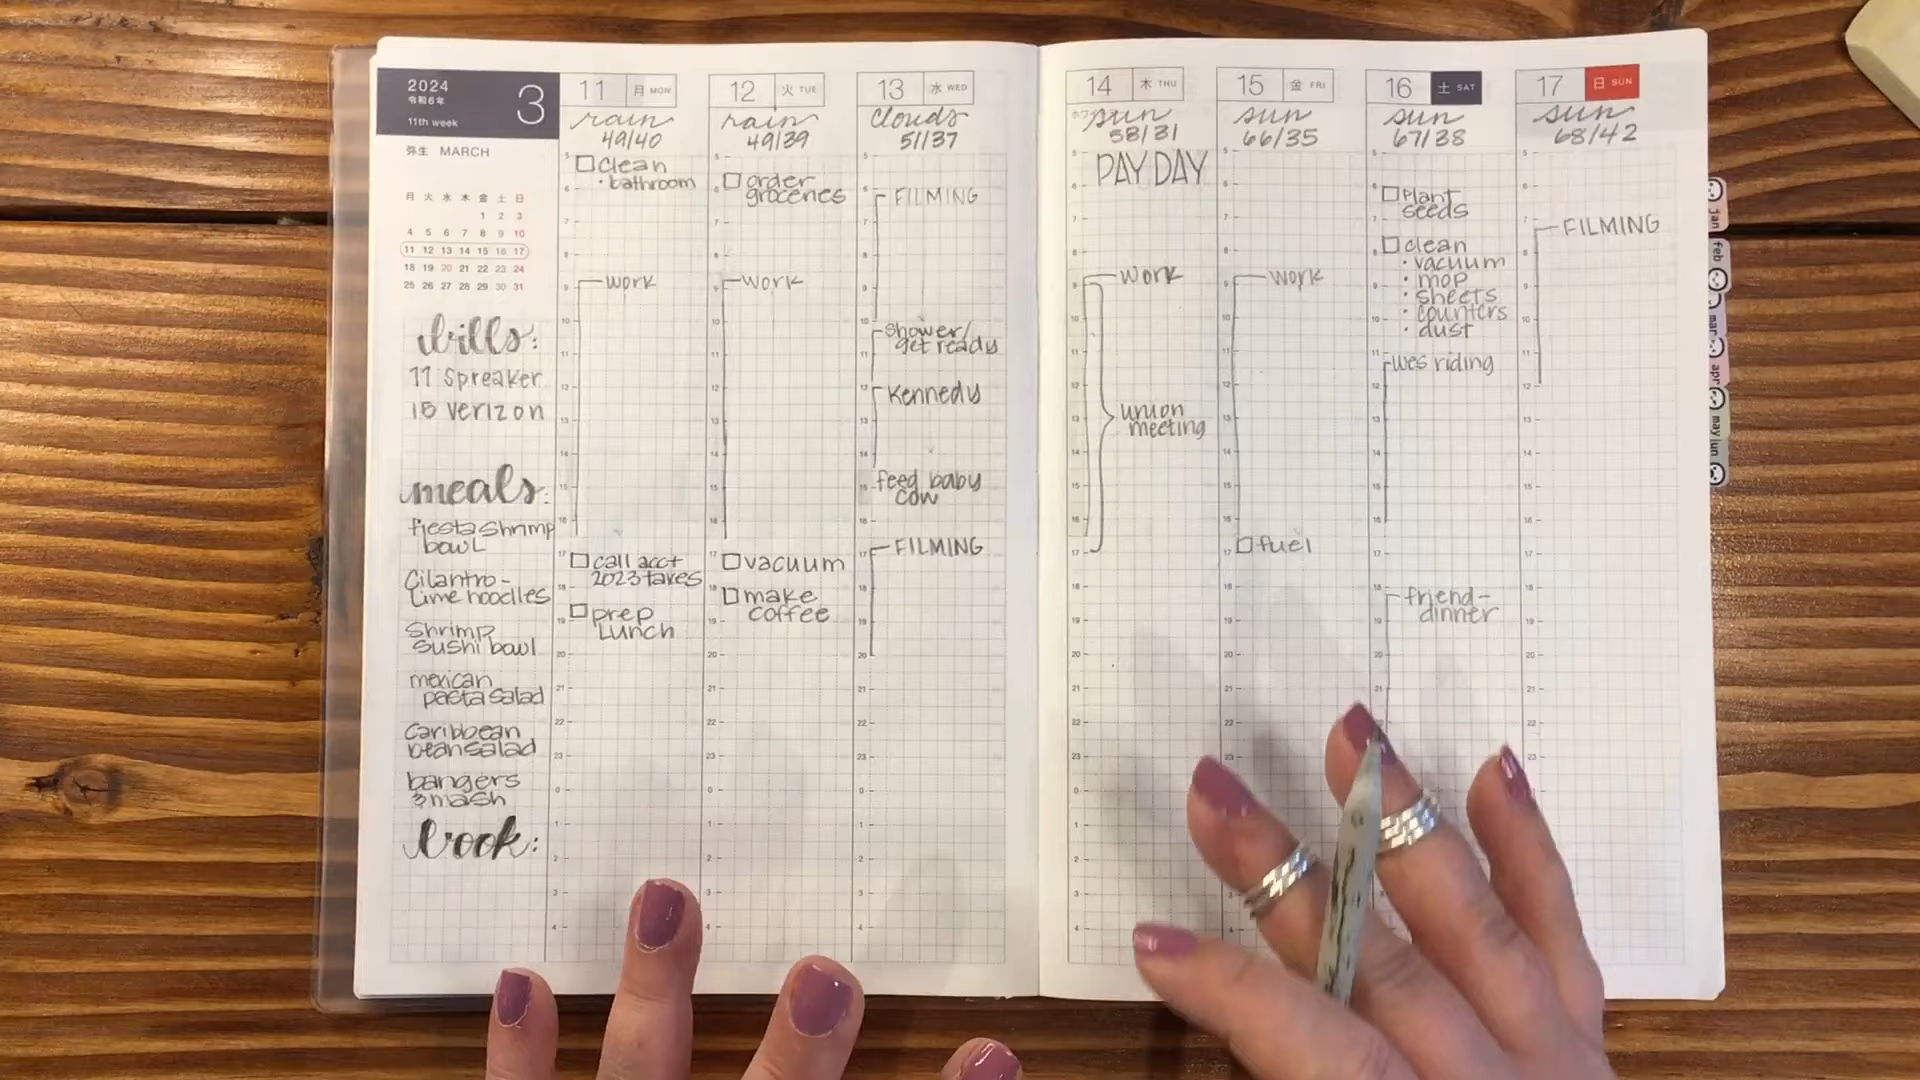 2024
令和6年
11th week
3
弥生 MARCH
月 火 水 木 金 土 日
1 2 3
4 5 6 7 8 9 10
11 12 13 14 15 16 17
18 19 20 21 22 23 24
25 26 27 28 29 30 31
bills:
11 Spreaker
15 verizon
meals:
fiesta shrimp
bowl
Cilantro-
Lime noodles
Shrimp
Sushi bowl
mexican
pasta salad
Caribbean
bean salad
bangers
& mash
book:
11 月 MON
rain
49/40
clean
• bathroom
work
call acct
2023 taxes
prep
Lunch
12 火 TUE
rain
49/39
order
groceries
work
vacuum
make
coffee
13 水 WED
clouds
51/37
FILMING
shower/
get ready
Kennedy
feed baby
cow
FILMING
14 木 THU
sun
58/31
PAY DAY
work
union
meeting
15 金 FRI
sun
66/35
work
fuel
16 土 SAT
sun
67/38
Plant
seeds
clean
• vacuum
• mop
• sheets
• counters
• dust
wes riding
friend-
dinner
17 日 SUN
sun
68/42
FILMING
jan
feb
mar
apr
may
jun